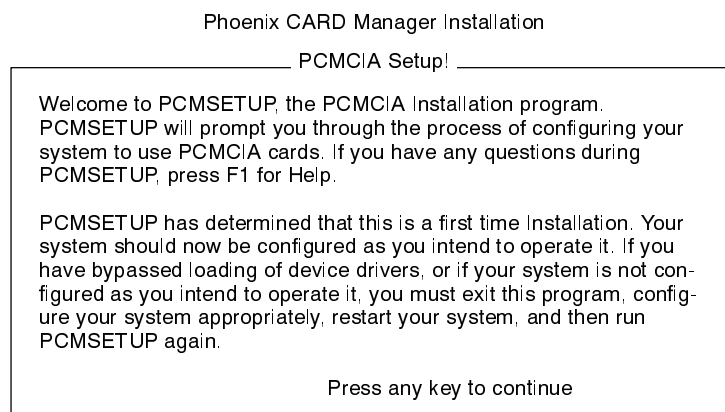 Phoenix CARD Manager Installation
PCMCIA Setup!
Welcome to PCMSETUP, the PCMCIA Installation program.
PCMSETUP will prompt you through the process of configuring your
system to use PCMCIA cards. If you have any questions during
PCMSETUP, press F1 for Help.
PCMSETUP has determined that this is a first time Installation. Your
system should now be configured as you intend to operate it. If you
have bypassed loading of device drivers, or if your system is not con-
figured as you intend to operate it, you must exit this program, config-
ure your system appropriately, restart your system, and then run
PCMSETUP again.
Press any key to continue